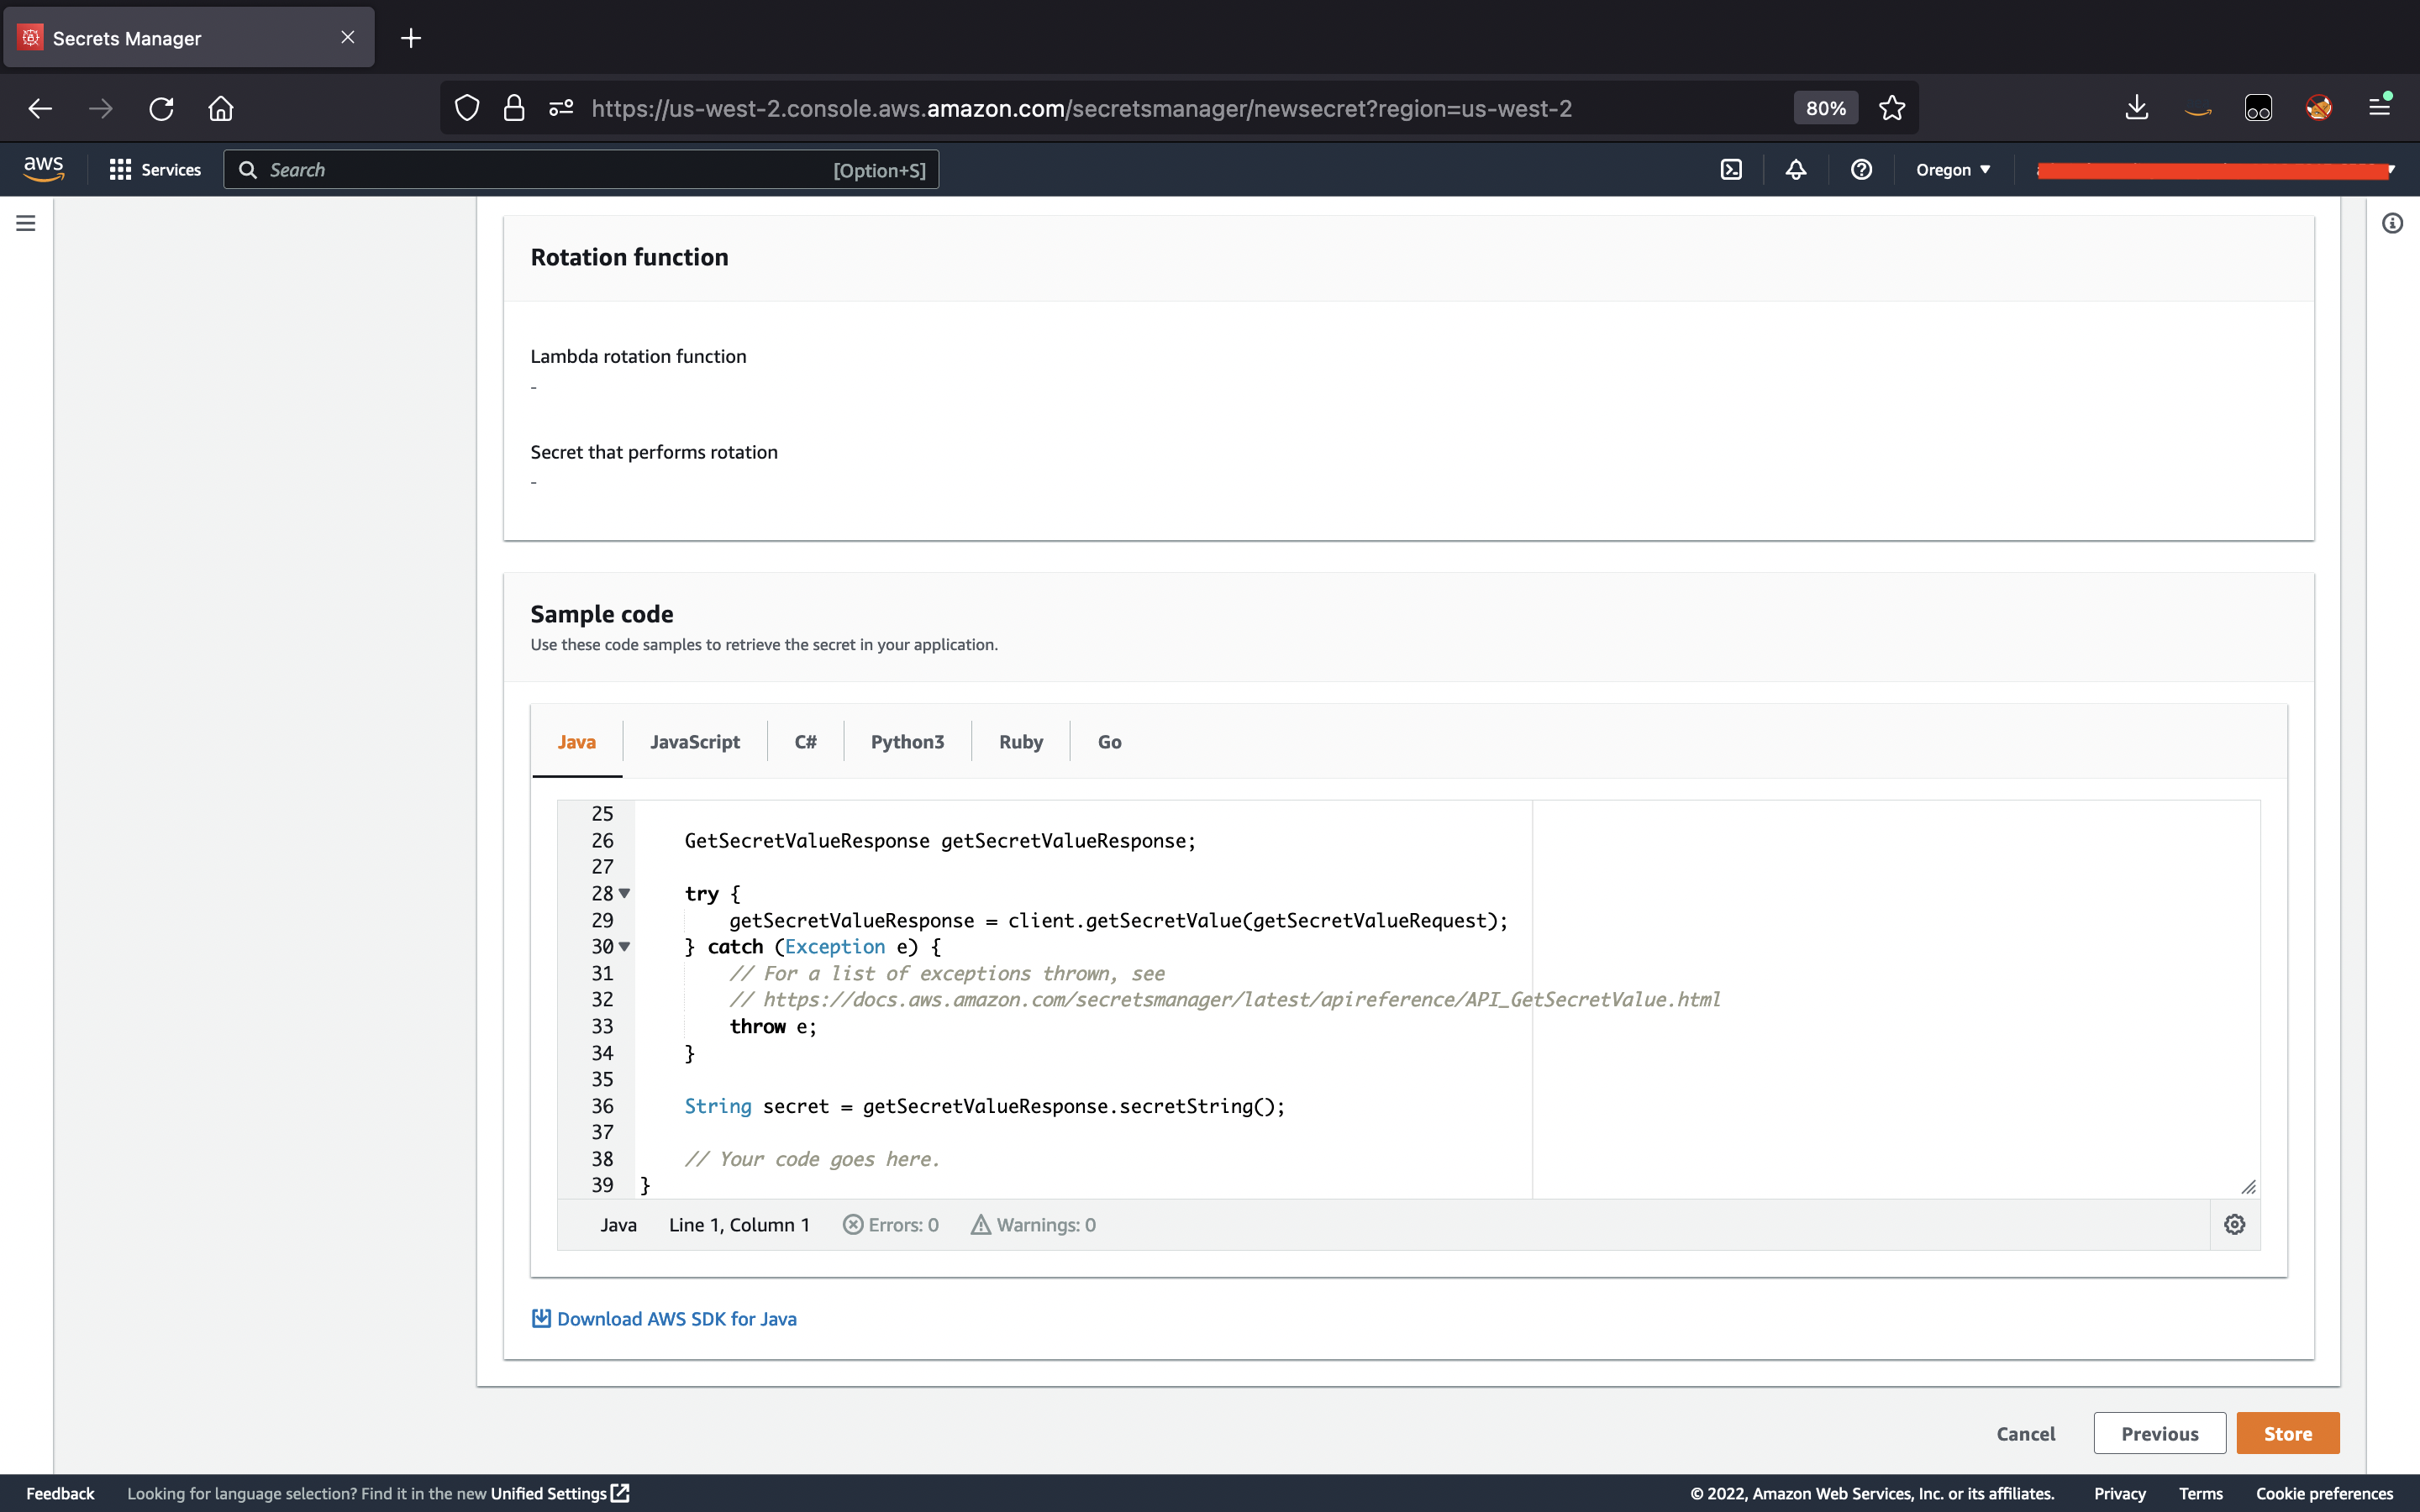 Secrets Manager
https://us-west-2.console.aws.amazon.com/secretsmanager/newsecret?region=us-west-2
80%
aws
Services
Search
[Option+S]
Oregon
Rotation function
Lambda rotation function
-
Secret that performs rotation
-
Sample code
Use these code samples to retrieve the secret in your application.
Java JavaScript C# Python3 Ruby Go
25
26 GetSecretValueResponse getSecretValueResponse;
27
28 try {
29 getSecretValueResponse = client.getSecretValue(getSecretValueRequest);
30 } catch (Exception e) {
31 // For a list of exceptions thrown, see
32 // https://docs.aws.amazon.com/secretsmanager/latest/apireference/API_GetSecretValue.html
33 throw e;
34 }
35
36 String secret = getSecretValueResponse.secretString();
37
38 // Your code goes here.
39 }
Java Line 1, Column 1 Errors: 0 Warnings: 0
Download AWS SDK for Java
Cancel Previous Store
Feedback Looking for language selection? Find it in the new Unified Settings © 2022, Amazon Web Services, Inc. or its affiliates. Privacy Terms Cookie preferences